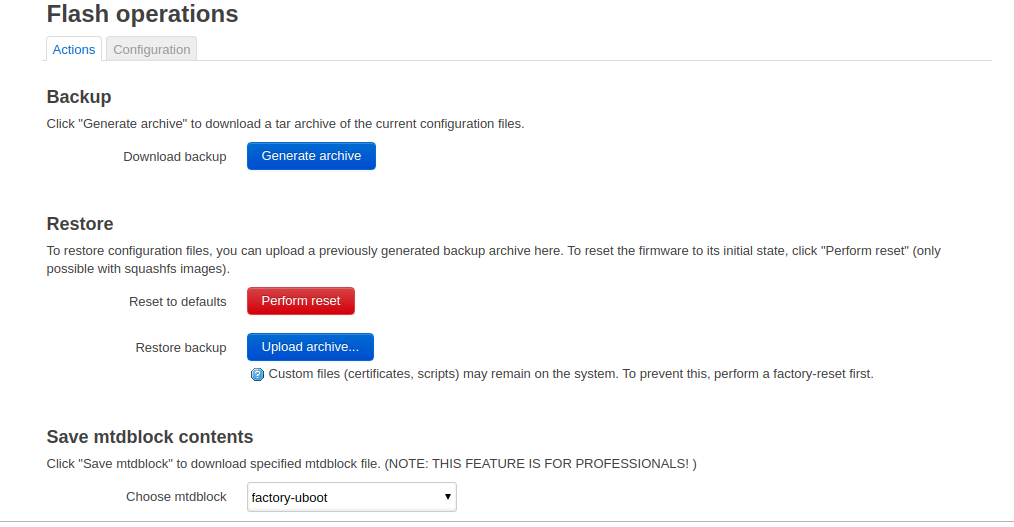 Flash operations
Actions
Configuration
Backup
Click "Generate archive" to download a tar archive of the current configuration files.
Download backup
Generate archive
Restore
To restore configuration files, you can upload a previously generated backup archive here. To reset the firmware to its initial state, click "Perform reset" (only
possible with squashfs images).
Reset to defaults
Perform reset
Restore backup
Upload archive...
Custom files (certificates, scripts) may remain on the system. To prevent this, perform a factory-reset first.
Save mtdblock contents
Click "Save mtdblock" to download specified mtdblock file. (NOTE: THIS FEATURE IS FOR PROFESSIONALS! )
Choose mtdblock
factory-uboot